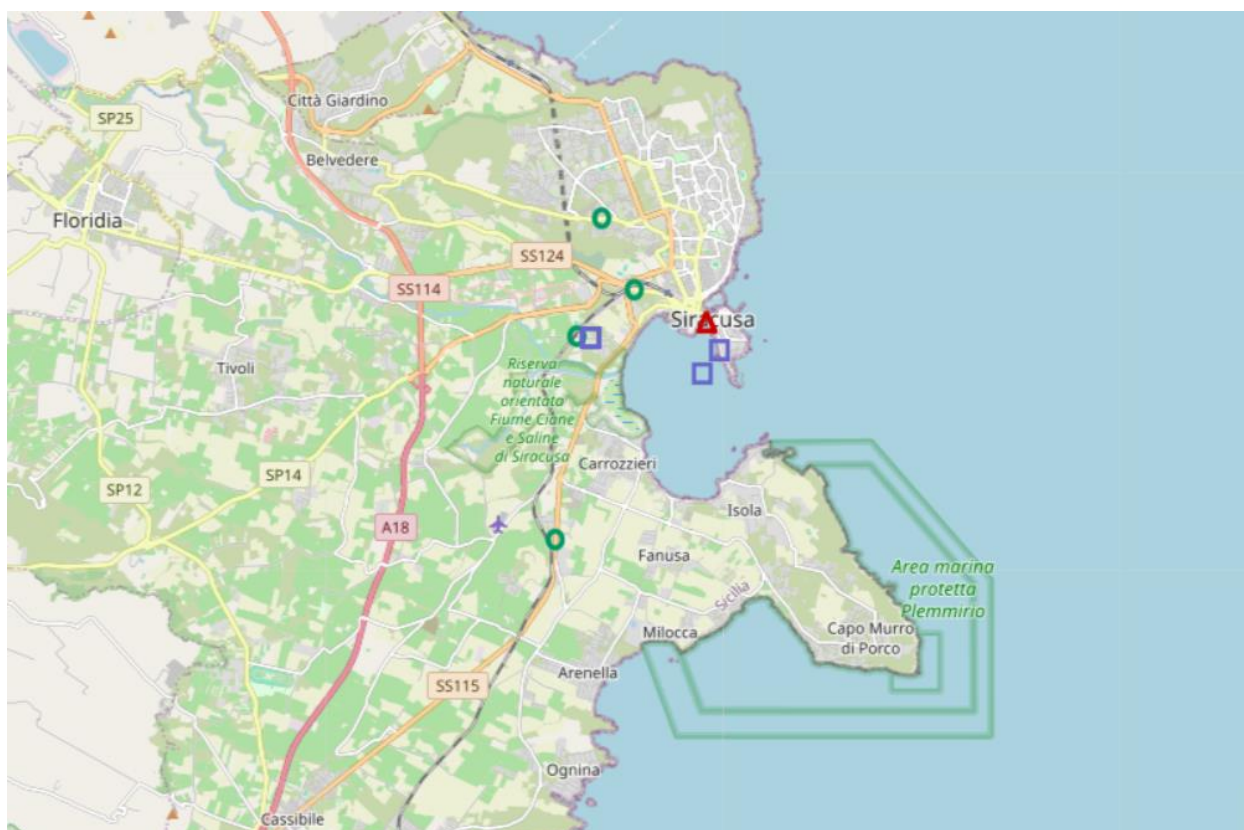 Città Giardino
SP25
Belvedere
Floridia
SS124
SS114
Siracusa
Tivoli
Riserva
naturale
orientata
Fiume Ciane
e Saline
di Siracusa
Carrozzieri
SP14
SP12
Isola
A18
Fanusa
Area marina
protetta
Plemmirio
Sicilia
Milocca
Capo Murro
di Porco
Arenella
SS115
Ognina
Cassibile